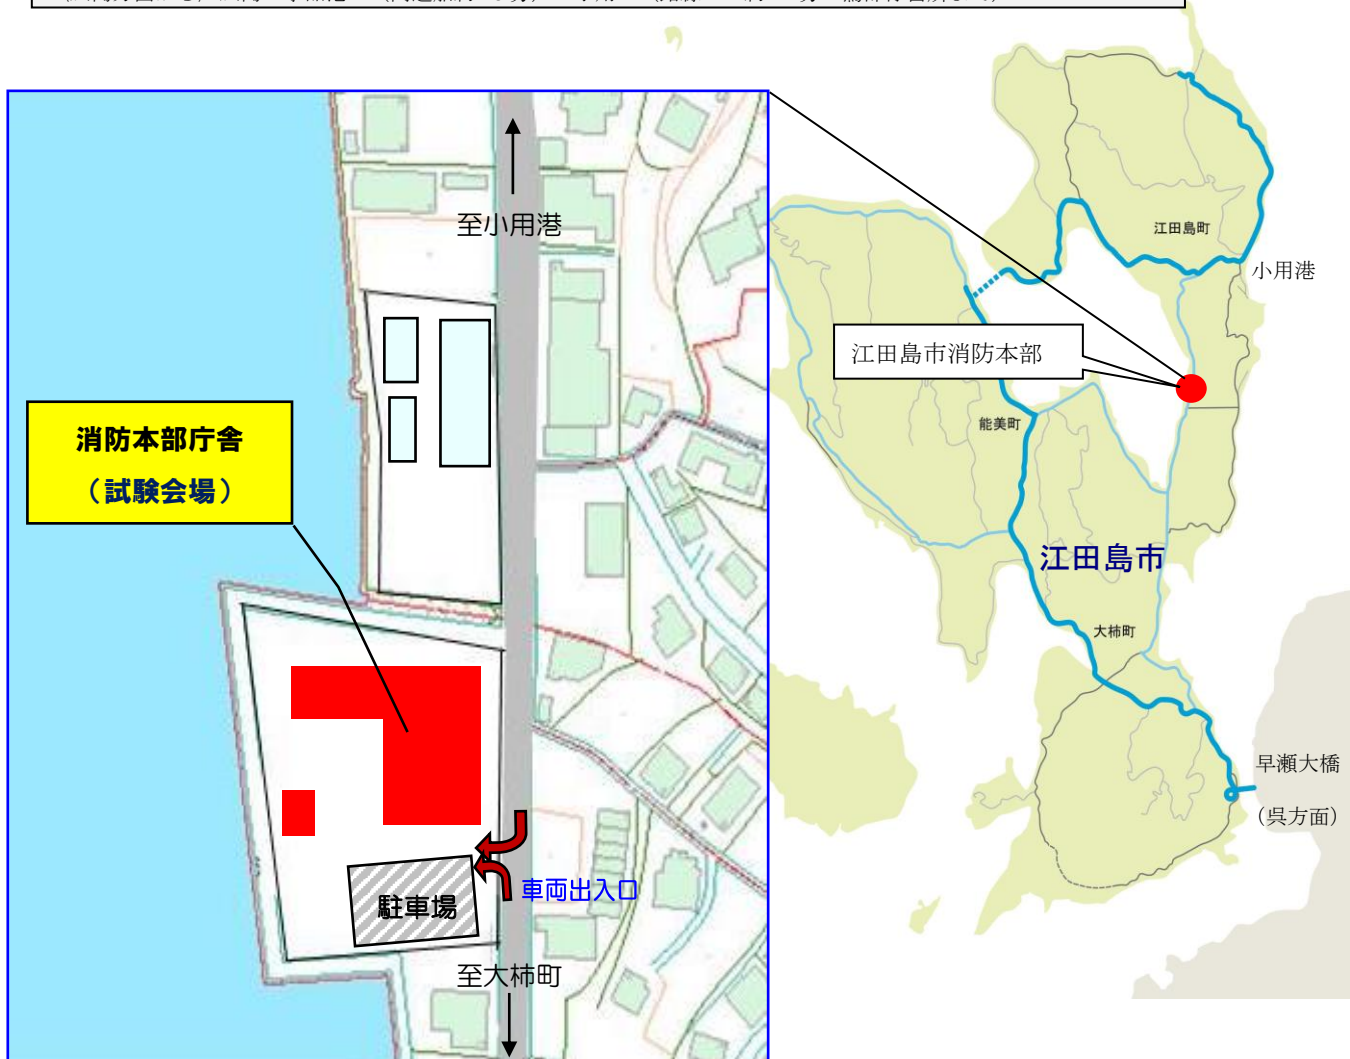 至小用港
消防本部庁舎
（試験会場）
駐車場
車両出入口
至大柿町
江田島町
小用港
江田島市消防本部
能美町
江田島市
大柿町
早瀬大橋
（呉方面）